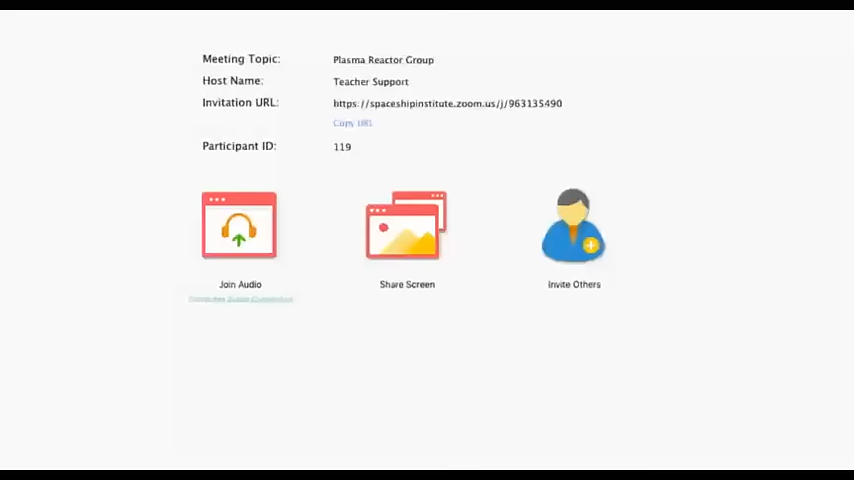 Meeting Topic: Plasma Reactor Group
Host Name: Teacher Support
Invitation URL: https://spaceshipinstitute.zoom.us/j/963135490
Copy URL
Participant ID: 119
Join Audio Share Screen Invite Others